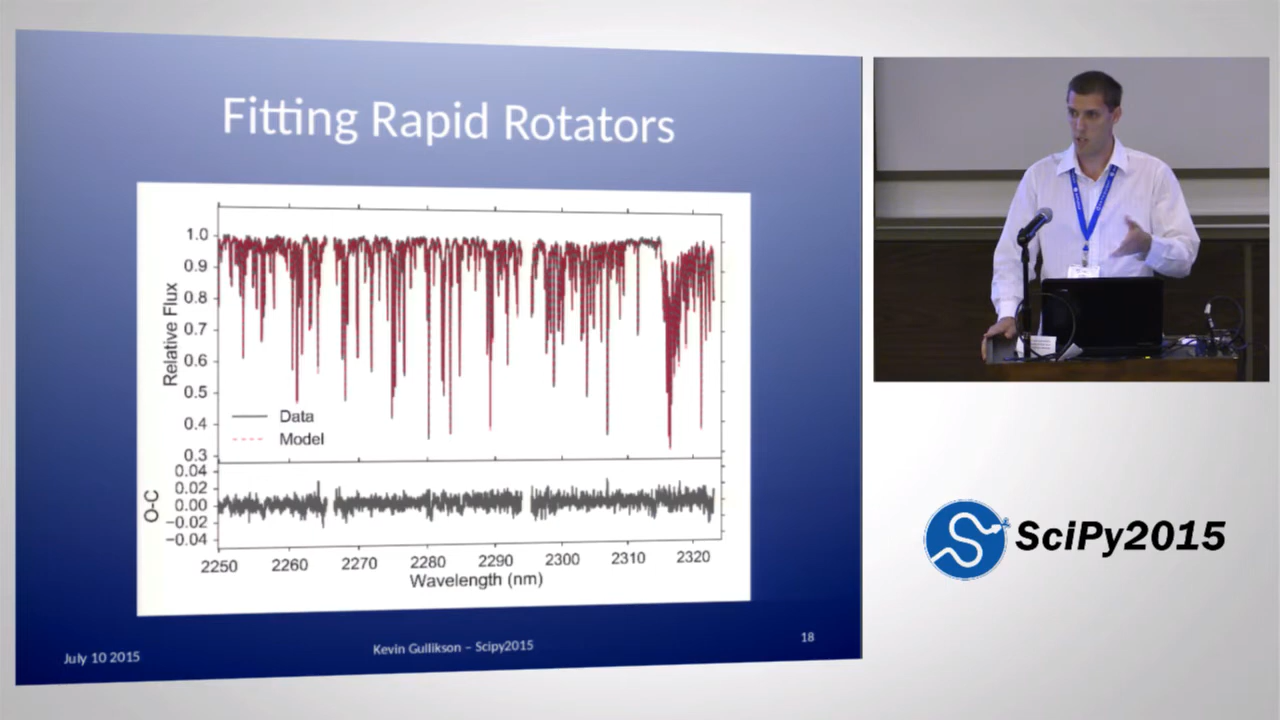 Fitting Rapid Rotators
1.0
0.9
0.8
0.7
0.6
0.5
0.4
0.3
Relative Flux
Data
Model
0.04
0.02
0.00
−0.02
−0.04
O-C
2250 2260 2270 2280 2290 2300 2310 2320
Wavelength (nm)
July 10 2015
Kevin Gullikson – Scipy2015
18
SciPy2015